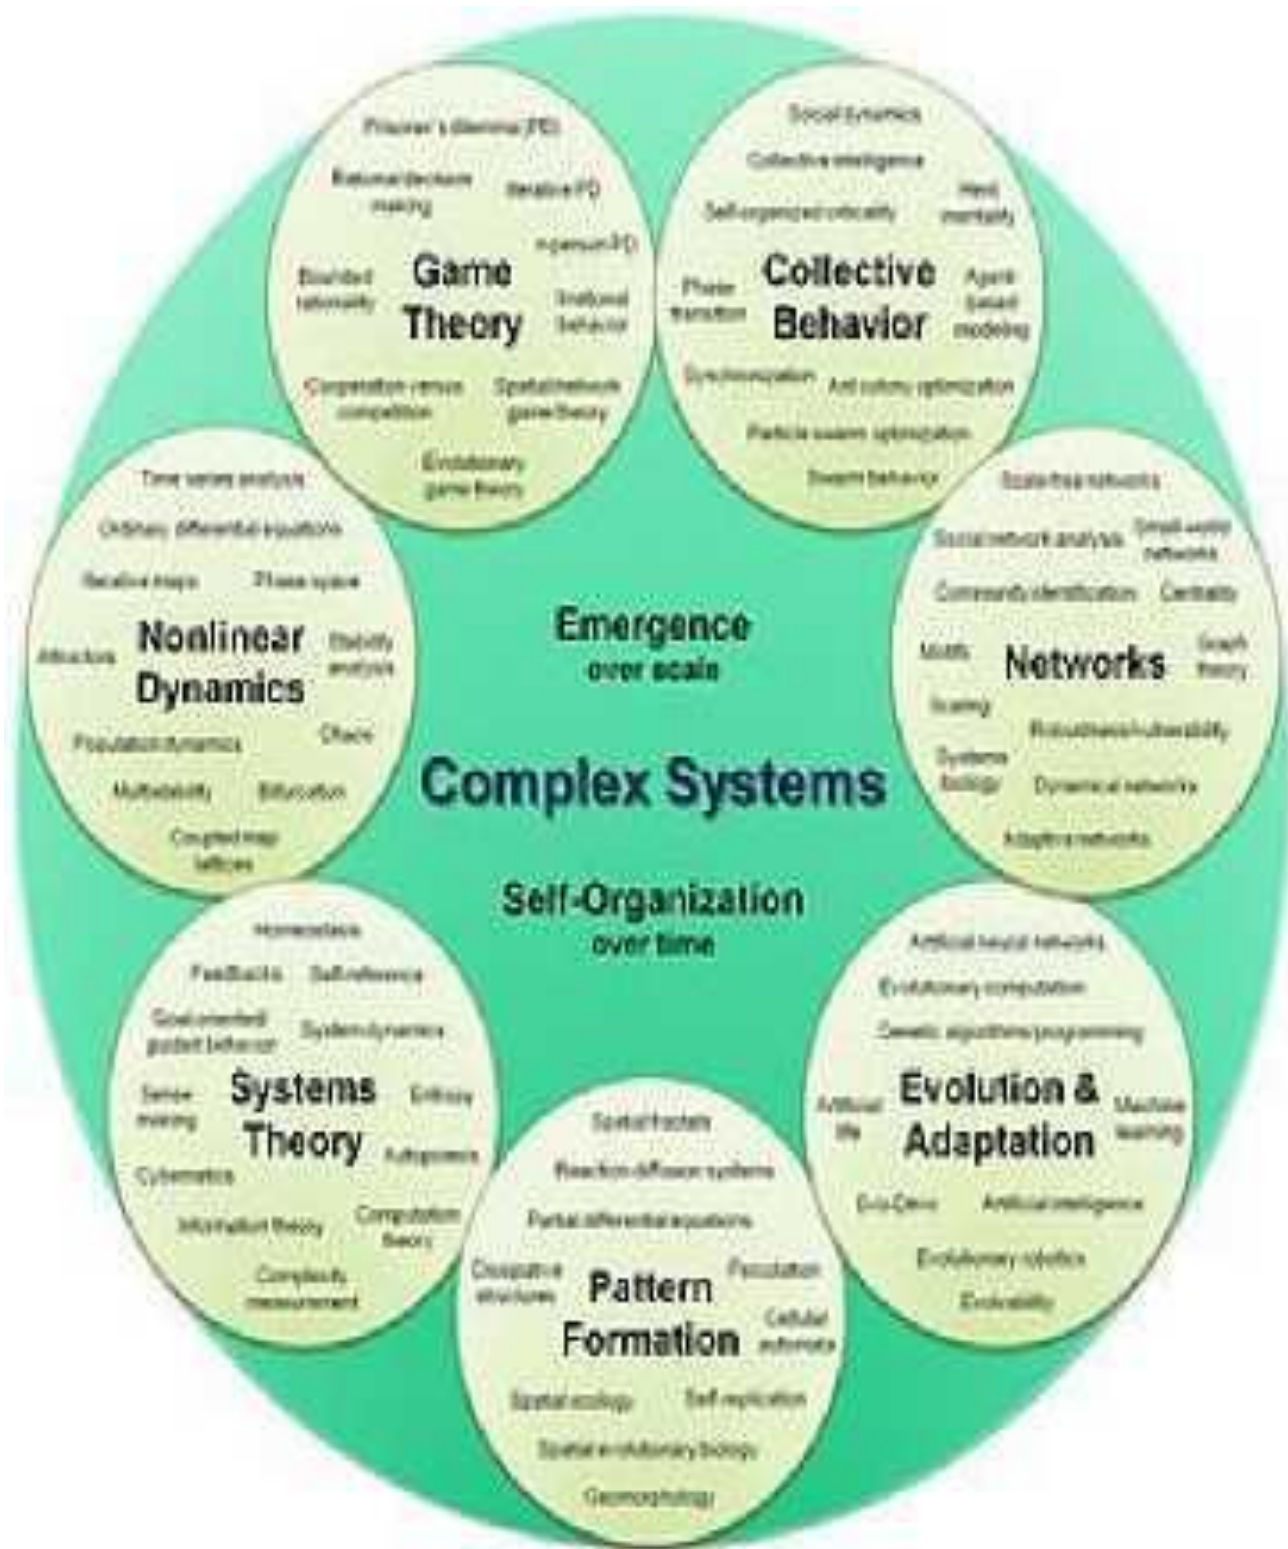 Prisoner's dilemma (PD)
Rational decision
making
Iterative PD
n-person PD
Bounded
rationality
Game
Theory
Irrational
behavior
Cooperation versus
competition
Spatial/network
game theory
Evolutionary
game theory
Social dynamics
Collective intelligence
Self-organized criticality
Herd
mentality
Phase
transition
Collective
Behavior
Agent-
based
modeling
Synchronization
Ant colony optimization
Particle swarm optimization
Swarm behavior
Time series analysis
Ordinary differential equations
Iterative maps
Phase space
Attractors
Nonlinear
Dynamics
Stability
analysis
Population dynamics
Chaos
Multistability
Bifurcation
Coupled map
lattices
Emergence
over scale
Complex Systems
Self-Organization
over time
Scale-free networks
Social network analysis
Small-world
networks
Community identification
Centrality
Motifs
Networks
Graph
theory
Scaling
Robustness/vulnerability
Systems
biology
Dynamical networks
Adaptive networks
Homeostasis
Feedbacks
Self-reference
Goal-oriented/
guided behavior
System dynamics
Sense
making
Systems
Theory
Entropy
Autopoiesis
Cybernetics
Information theory
Computation
theory
Complexity
measurement
Spatial fractals
Reaction-diffusion systems
Partial differential equations
Dissipative
structures
Pattern
Formation
Percolation
Cellular
automata
Spatial ecology
Self-replication
Spatial evolutionary biology
Geomorphology
Artificial neural networks
Evolutionary computation
Genetic algorithms/programming
Artificial
life
Evolution &
Adaptation
Machine
learning
Evo-Devo
Artificial intelligence
Evolutionary robotics
Evolvability